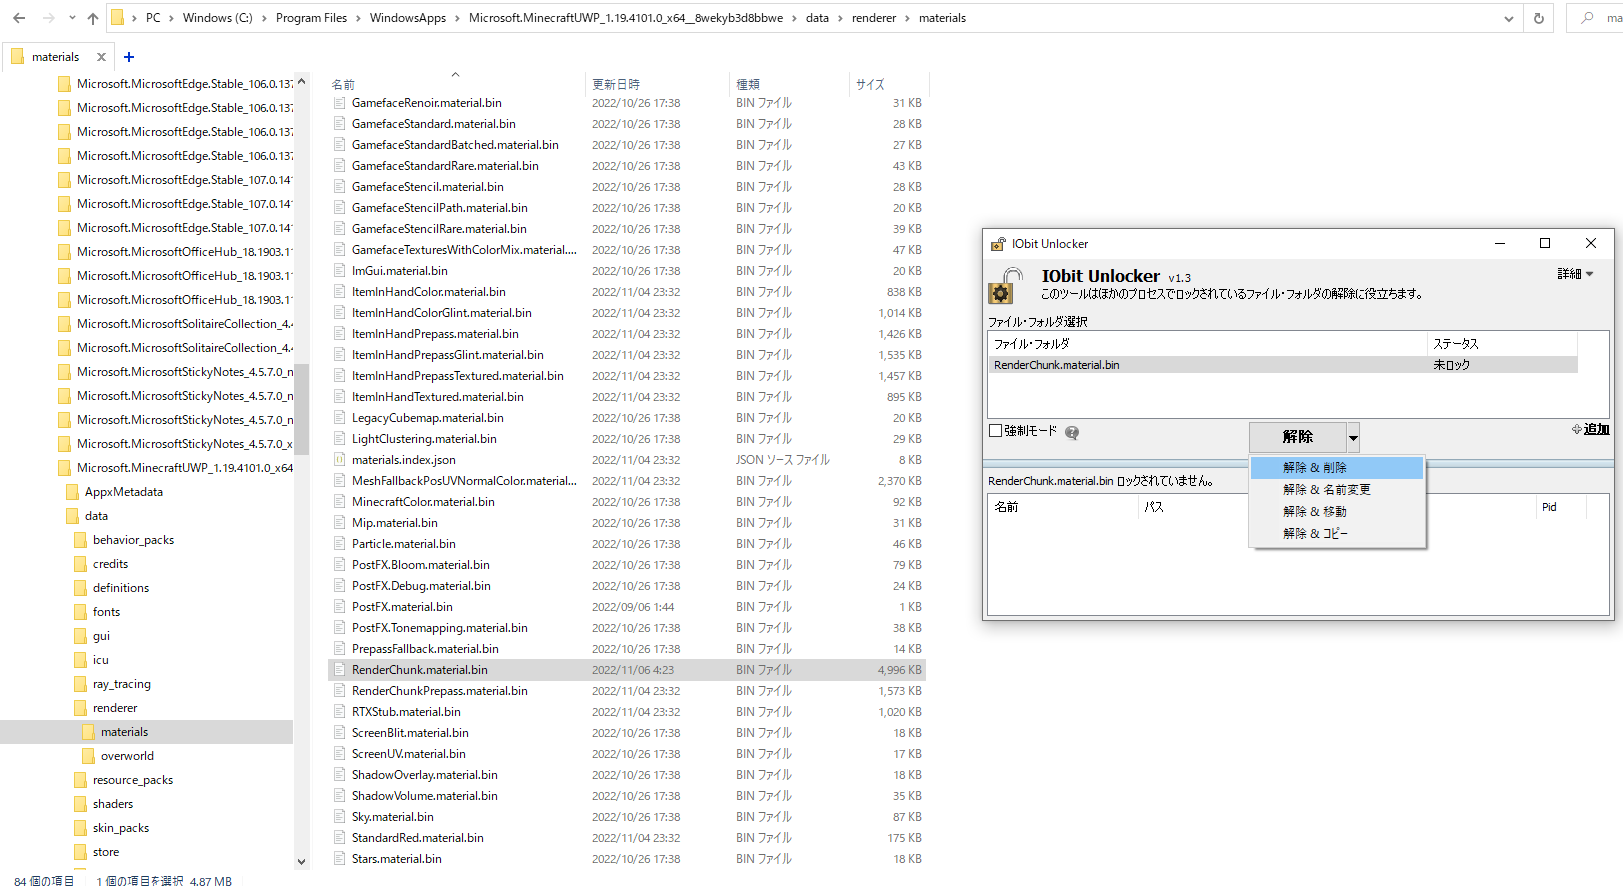 PC > Windows (C:) > Program Files > WindowsApps > Microsoft.MinecraftUWP_1.19.4101.0_x64__8wekyb3d8bbwe > data > renderer > materials
ma
materials
Microsoft.MicrosoftEdge.Stable_106.0.137
Microsoft.MicrosoftEdge.Stable_106.0.137
Microsoft.MicrosoftEdge.Stable_106.0.137
Microsoft.MicrosoftEdge.Stable_106.0.137
Microsoft.MicrosoftEdge.Stable_107.0.141
Microsoft.MicrosoftEdge.Stable_107.0.141
Microsoft.MicrosoftEdge.Stable_107.0.141
Microsoft.MicrosoftOfficeHub_18.1903.11
Microsoft.MicrosoftOfficeHub_18.1903.11
Microsoft.MicrosoftOfficeHub_18.1903.11
Microsoft.MicrosoftSolitaireCollection_4.4
Microsoft.MicrosoftSolitaireCollection_4.4
Microsoft.MicrosoftStickyNotes_4.5.7.0_n
Microsoft.MicrosoftStickyNotes_4.5.7.0_n
Microsoft.MicrosoftStickyNotes_4.5.7.0_n
Microsoft.MicrosoftStickyNotes_4.5.7.0_x
Microsoft.MinecraftUWP_1.19.4101.0_x64
AppxMetadata
data
behavior_packs
credits
definitions
fonts
gui
icu
ray_tracing
renderer
materials
overworld
resource_packs
shaders
skin_packs
store
名前 更新日時 種類 サイズ
GamefaceRenoir.material.bin 2022/10/26 17:38 BIN ファイル 31 KB
GamefaceStandard.material.bin 2022/10/26 17:38 BIN ファイル 28 KB
GamefaceStandardBatched.material.bin 2022/10/26 17:38 BIN ファイル 27 KB
GamefaceStandardRare.material.bin 2022/10/26 17:38 BIN ファイル 43 KB
GamefaceStencil.material.bin 2022/10/26 17:38 BIN ファイル 28 KB
GamefaceStencilPath.material.bin 2022/10/26 17:38 BIN ファイル 20 KB
GamefaceStencilRare.material.bin 2022/10/26 17:38 BIN ファイル 39 KB
GamefaceTexturesWithColorMix.material.... 2022/10/26 17:38 BIN ファイル 47 KB
ImGui.material.bin 2022/10/26 17:38 BIN ファイル 20 KB
ItemInHandColor.material.bin 2022/11/04 23:32 BIN ファイル 838 KB
ItemInHandColorGlint.material.bin 2022/11/04 23:32 BIN ファイル 1,014 KB
ItemInHandPrepass.material.bin 2022/11/04 23:32 BIN ファイル 1,426 KB
ItemInHandPrepassGlint.material.bin 2022/11/04 23:32 BIN ファイル 1,535 KB
ItemInHandPrepassTextured.material.bin 2022/11/04 23:32 BIN ファイル 1,457 KB
ItemInHandTextured.material.bin 2022/11/04 23:32 BIN ファイル 895 KB
LegacyCubemap.material.bin 2022/10/26 17:38 BIN ファイル 20 KB
LightClustering.material.bin 2022/10/26 17:38 BIN ファイル 29 KB
materials.index.json 2022/11/04 23:32 JSON ソース ファイル 8 KB
MeshFallbackPosUVNormalColor.material... 2022/11/04 23:32 BIN ファイル 2,370 KB
MinecraftColor.material.bin 2022/10/26 17:38 BIN ファイル 92 KB
Mip.material.bin 2022/10/26 17:38 BIN ファイル 31 KB
Particle.material.bin 2022/10/26 17:38 BIN ファイル 46 KB
PostFX.Bloom.material.bin 2022/10/26 17:38 BIN ファイル 79 KB
PostFX.Debug.material.bin 2022/10/26 17:38 BIN ファイル 24 KB
PostFX.material.bin 2022/09/06 1:44 BIN ファイル 1 KB
PostFX.Tonemapping.material.bin 2022/10/26 17:38 BIN ファイル 38 KB
PrepassFallback.material.bin 2022/10/26 17:38 BIN ファイル 14 KB
RenderChunk.material.bin 2022/11/06 4:23 BIN ファイル 4,996 KB
RenderChunkPrepass.material.bin 2022/11/04 23:32 BIN ファイル 1,573 KB
RTXStub.material.bin 2022/11/04 23:32 BIN ファイル 1,020 KB
ScreenBlit.material.bin 2022/10/26 17:38 BIN ファイル 18 KB
ScreenUV.material.bin 2022/10/26 17:38 BIN ファイル 17 KB
ShadowOverlay.material.bin 2022/10/26 17:38 BIN ファイル 18 KB
ShadowVolume.material.bin 2022/10/26 17:38 BIN ファイル 35 KB
Sky.material.bin 2022/10/26 17:38 BIN ファイル 87 KB
StandardRed.material.bin 2022/11/04 23:32 BIN ファイル 175 KB
Stars.material.bin 2022/10/26 17:38 BIN ファイル 18 KB
84 個の項目 1 個の項目を選択 4.87 MB
IObit Unlocker
IObit Unlocker v1.3 詳細
このツールはほかのプロセスでロックされているファイル・フォルダの解除に役立ちます。
ファイル・フォルダ選択
ファイル・フォルダ ステータス
RenderChunk.material.bin 未ロック
強制モード 解除 追加
解除 & 削除
解除 & 名前変更
解除 & 移動
解除 & コピー
RenderChunk.material.bin ロックされていません。
名前 パス Pid